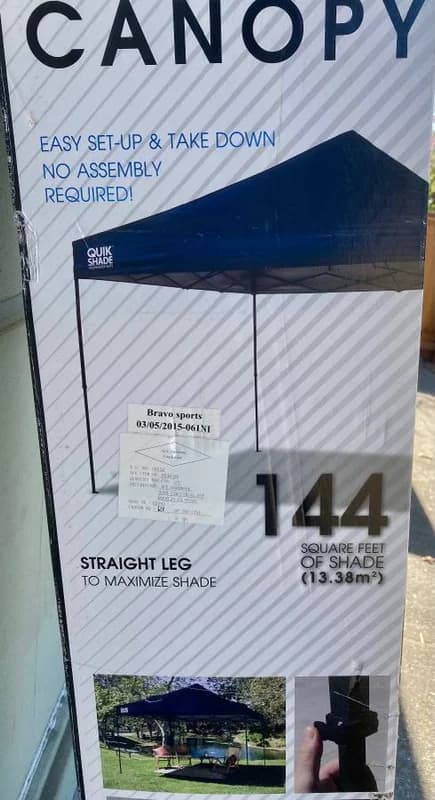 CANOPY
EASY SET-UP & TAKE DOWN
NO ASSEMBLY
REQUIRED!
QUIK
SHADE
Bravo sports
03/05/2015-061NI
144
SQUARE FEET
OF SHADE
(13.38m²)
STRAIGHT LEG
TO MAXIMIZE SHADE